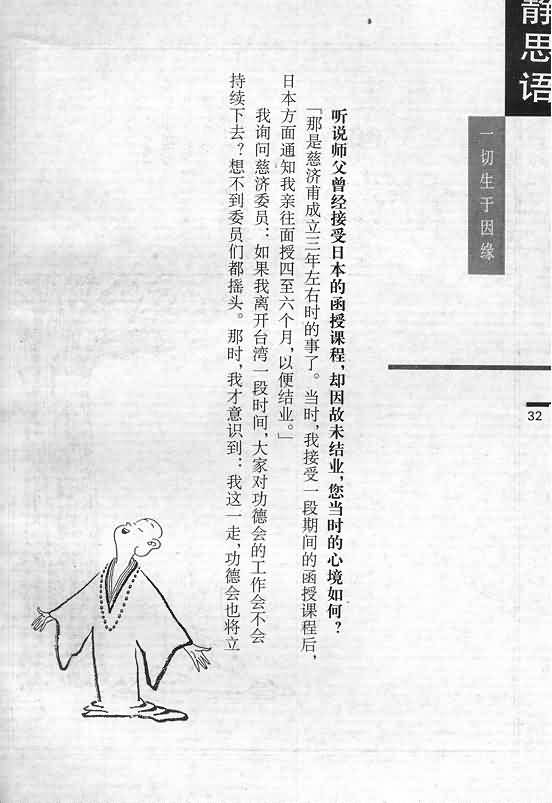 静思语
一切生于因缘
32
听说师父曾经接受日本的函授课程，却因故未结业，您当时的心境如何？
「那是慈济甫成立三年左右时的事了。当时，我接受一段期间的函授课程后，
日本方面通知我亲往面授四至六个月，以便结业。」
我询问慈济委员：如果我离开台湾一段时间，大家对功德会的工作会不会
持续下去？想不到委员们都摇头。那时，我才意识到：我这一走，功德会也将立